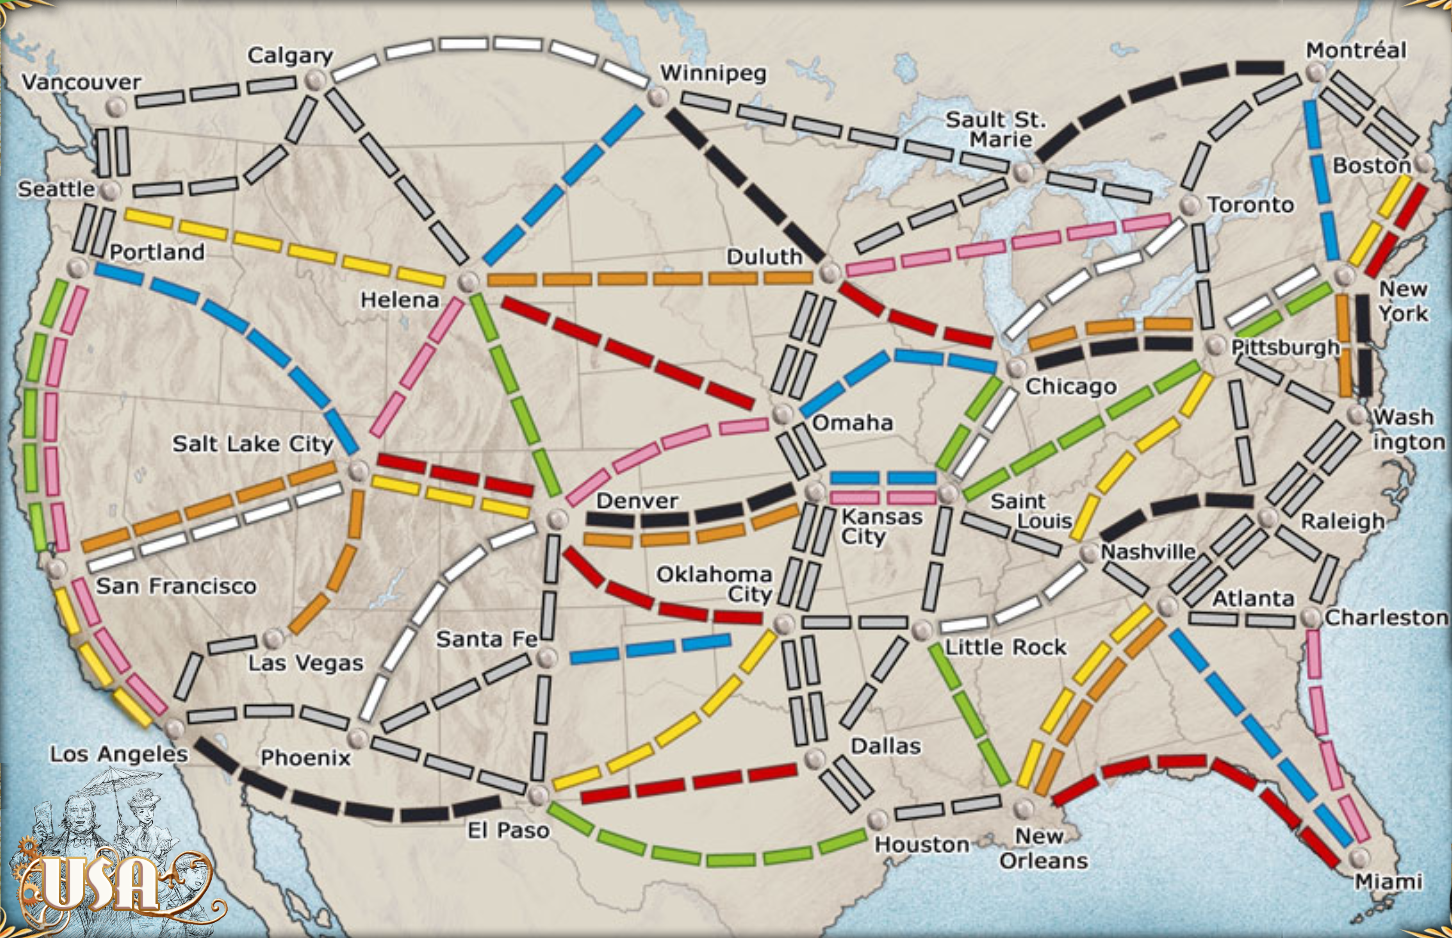 Calgary
Vancouver
Winnipeg
Montréal
Sault St.
Marie
Boston
Seattle
Toronto
Portland
Duluth
Helena
New
York
Pittsburgh
Chicago
Omaha
Wash
ington
Salt Lake City
Denver
Saint
Louis
Kansas
City
Raleigh
Nashville
San Francisco
Oklahoma
City
Atlanta
Charleston
Santa Fe
Las Vegas
Little Rock
Los Angeles
Phoenix
Dallas
El Paso
Houston
New
Orleans
Miami
USA